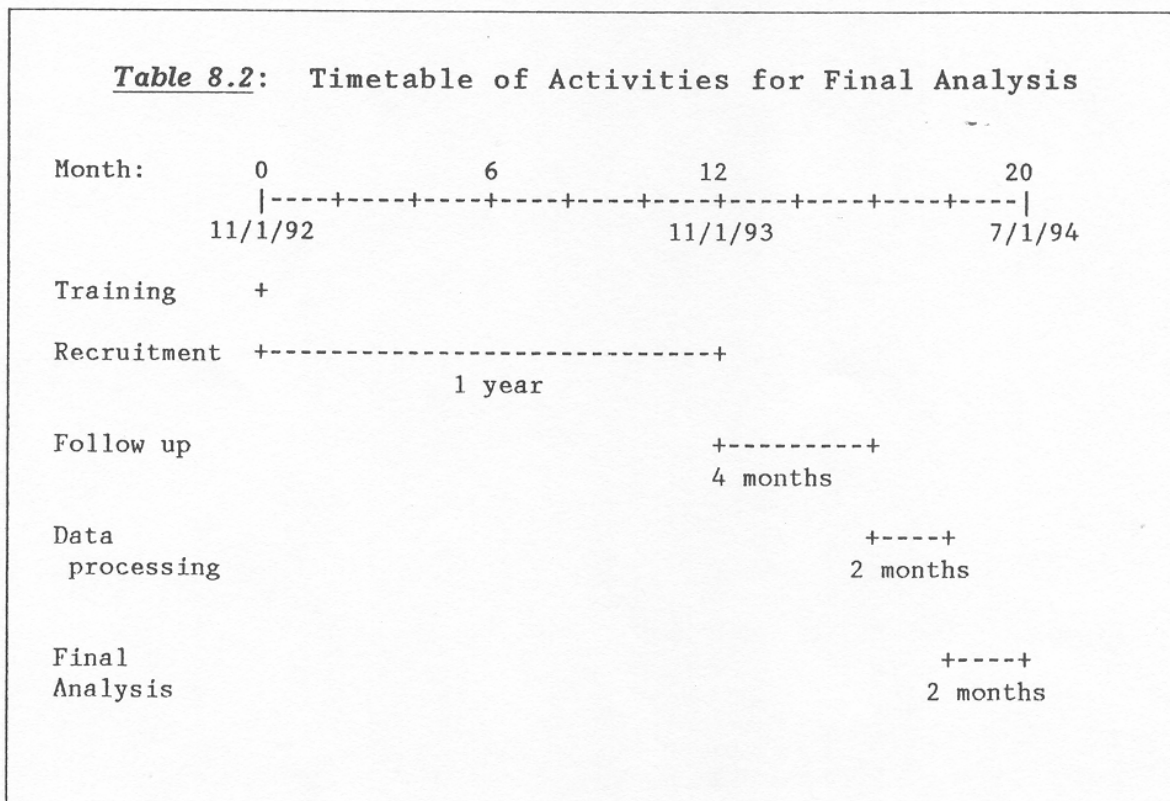 Table 8.2: Timetable of Activities for Final Analysis
Month: 0 6 12 20
|----+----+----+----+----+----+----+----+----+----|
11/1/92 11/1/93 7/1/94
Training +
Recruitment +--------------------------+
1 year
Follow up +---------+
4 months
Data +----+
processing 2 months
Final +----+
Analysis 2 months